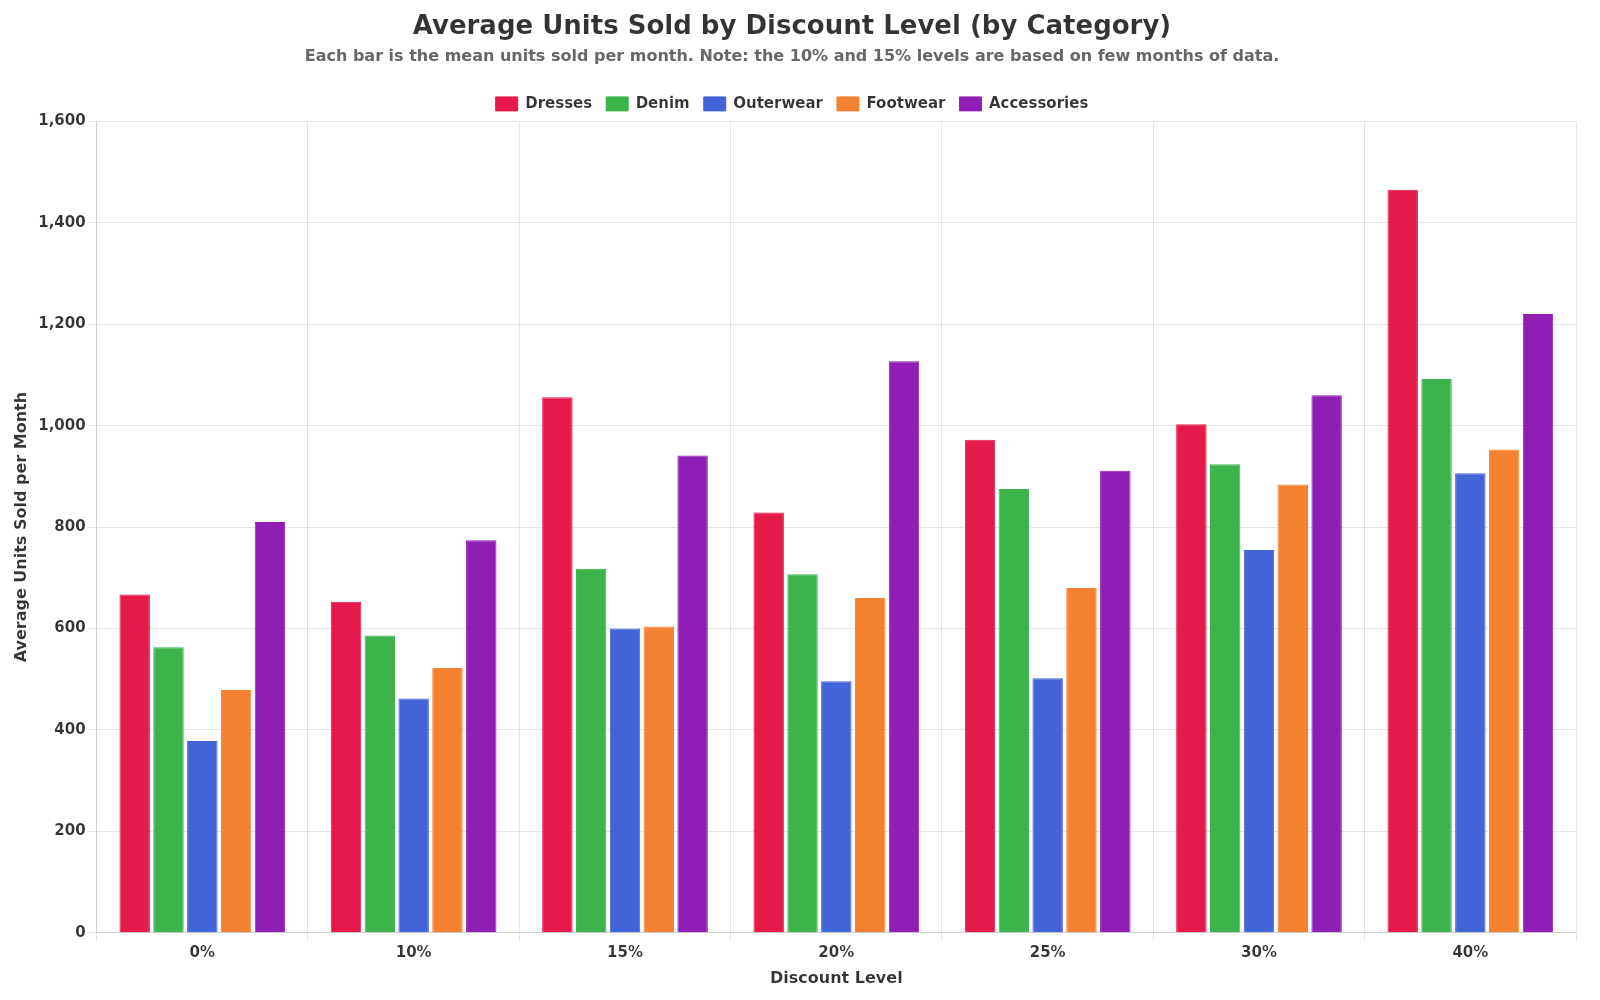 Average Units Sold by Discount Level (by Category)
Each bar is the mean units sold per month. Note: the 10% and 15% levels are based on few months of data.
Dresses Denim Outerwear Footwear Accessories
1,600
1,400
1,200
1,000
800
600
400
200
0
Average Units Sold per Month
0% 10% 15% 20% 25% 30% 40%
Discount Level